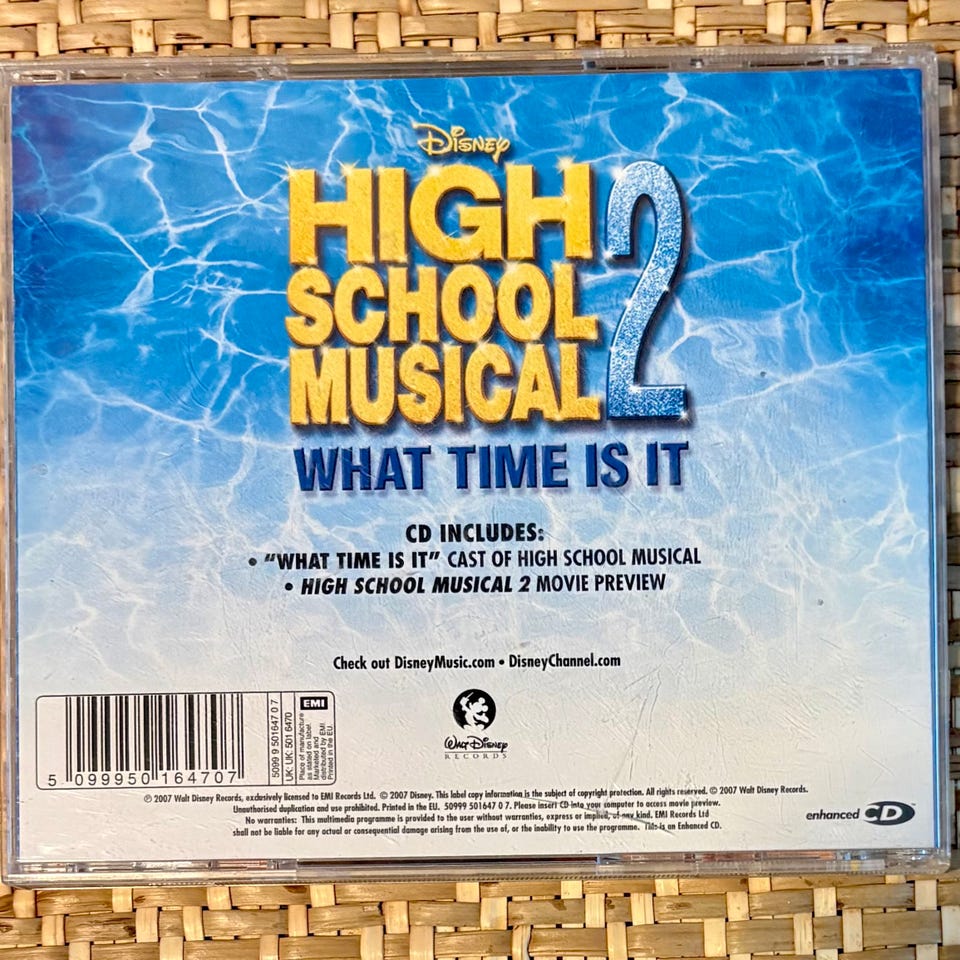 Disney
HIGH
SCHOOL
MUSICAL 2
WHAT TIME IS IT
CD INCLUDES:
• "WHAT TIME IS IT" CAST OF HIGH SCHOOL MUSICAL
• HIGH SCHOOL MUSICAL 2 MOVIE PREVIEW
Check out DisneyMusic.com • DisneyChannel.com
5 099950 164707
5099 9 501647 0 7
UK: UK: 501 6470
EMI
Place of manufacture
as stated on label.
Marketed and
distributed by EMI.
Printed in the EU.
Walt Disney
RECORDS
℗ 2007 Walt Disney Records, exclusively licensed to EMI Records Ltd. © 2007 Disney. This label copy information is the subject of copyright protection. All rights reserved. © 2007 Walt Disney Records.
Unauthorised duplication and use prohibited. Printed in the EU. 50999 501647 0 7. Please insert CD into your computer to access movie preview.
No warranties: This multimedia programme is provided to the user without warranties, express or implied, of any kind. EMI Records Ltd
shall not be liable for any actual or consequential damage arising from the use of, or the inability to use the programme. This is an Enhanced CD.
enhanced CD